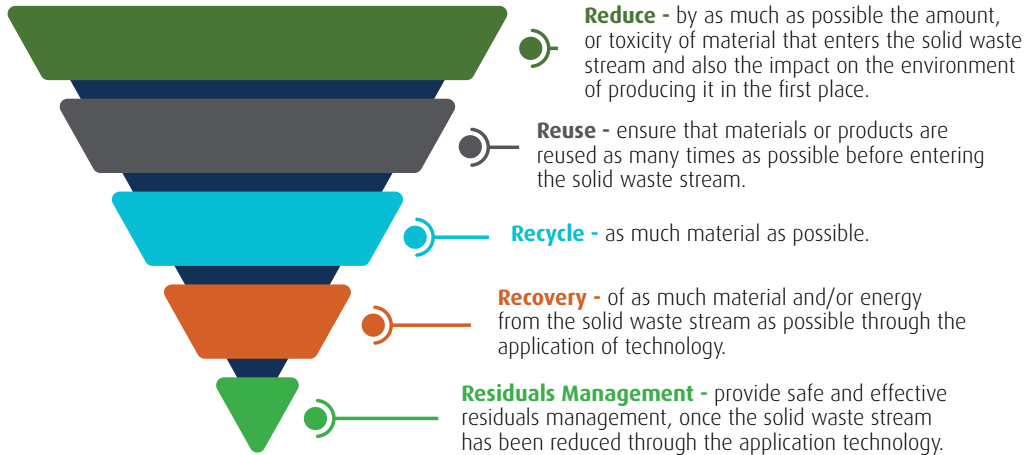 Reduce - by as much as possible the amount,
or toxicity of material that enters the solid waste
stream and also the impact on the environment
of producing it in the first place.
Reuse - ensure that materials or products are
reused as many times as possible before entering
the solid waste stream.
Recycle - as much material as possible.
Recovery - of as much material and/or energy
from the solid waste stream as possible through the
application of technology.
Residuals Management - provide safe and effective
residuals management, once the solid waste stream
has been reduced through the application technology.